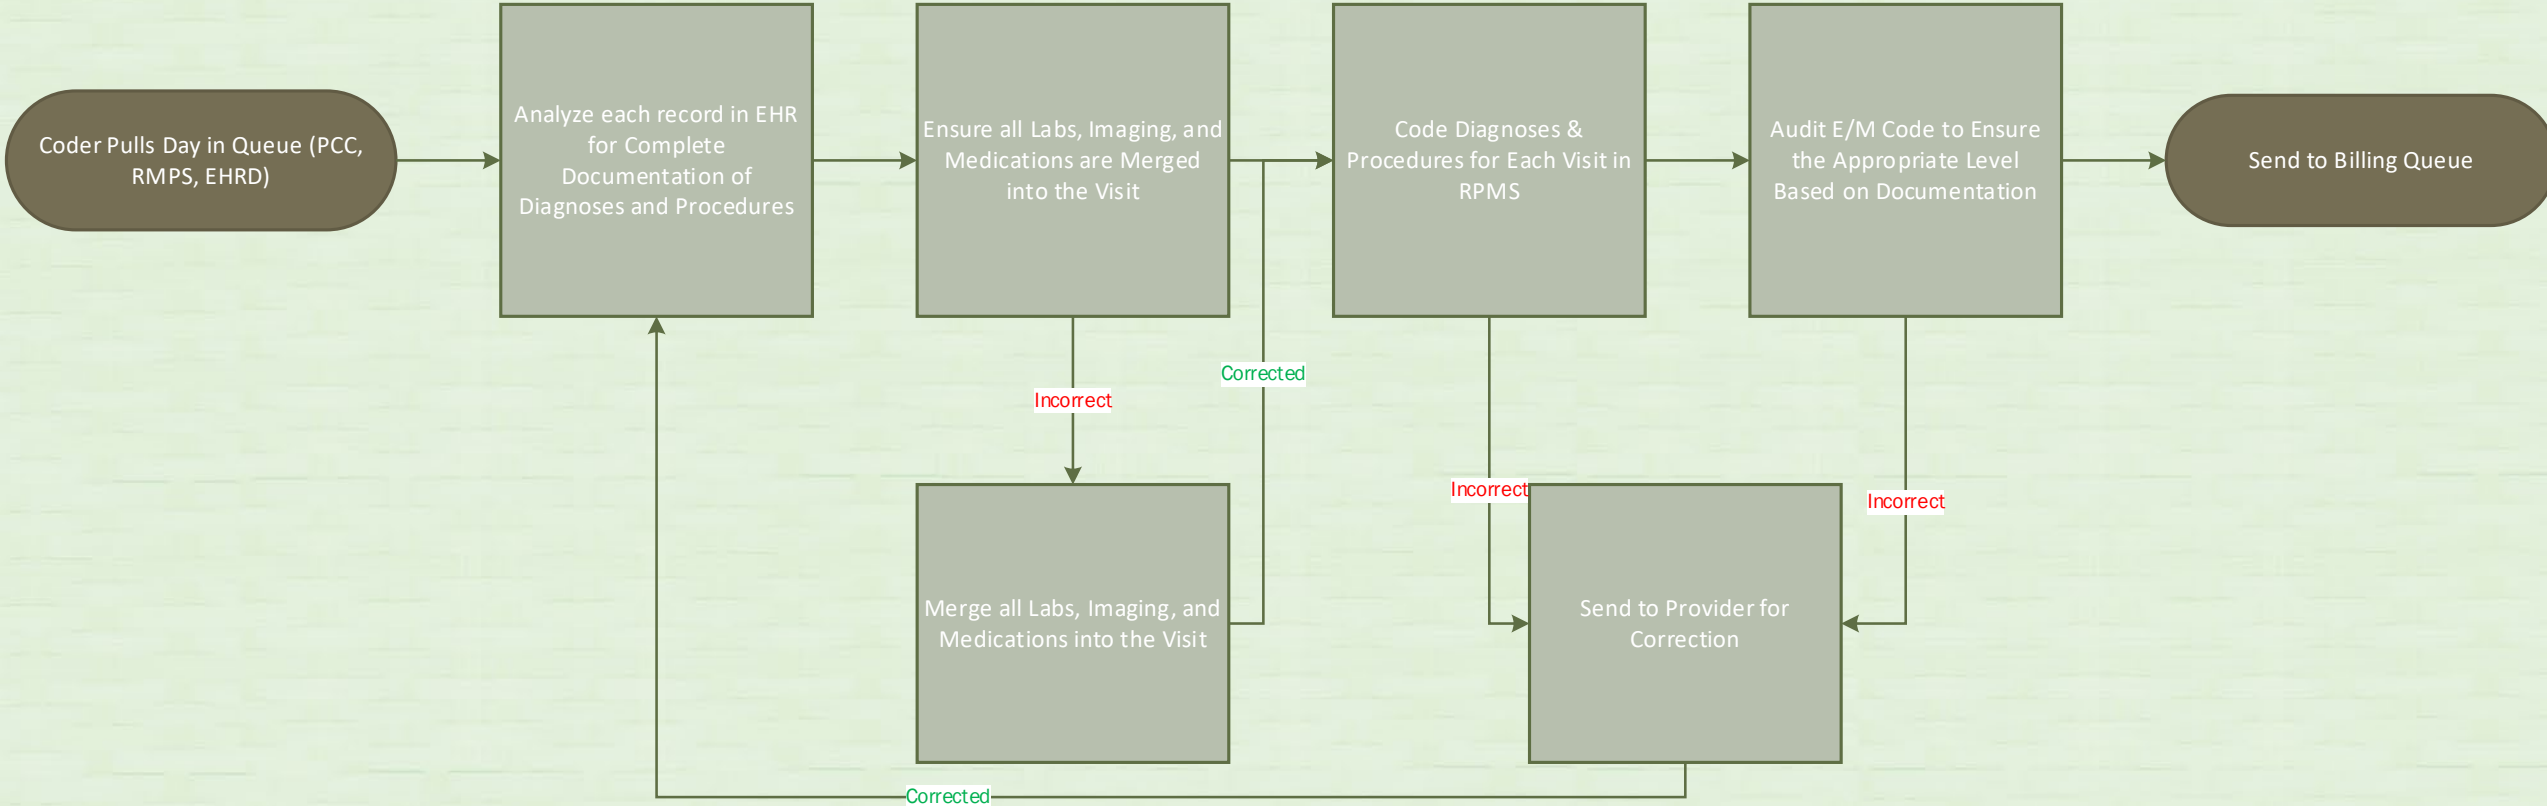 Coder Pulls Day in Queue (PCC,
RMPS, EHRD)
Analyze each record in EHR
for Complete
Documentation of
Diagnoses and Procedures
Ensure all Labs, Imaging, and
Medications are Merged
into the Visit
Code Diagnoses &
Procedures for Each Visit in
RPMS
Audit E/M Code to Ensure
the Appropriate Level
Based on Documentation
Send to Billing Queue
Corrected
Incorrect
Incorrect
Incorrect
Merge all Labs, Imaging, and
Medications into the Visit
Send to Provider for
Correction
Corrected